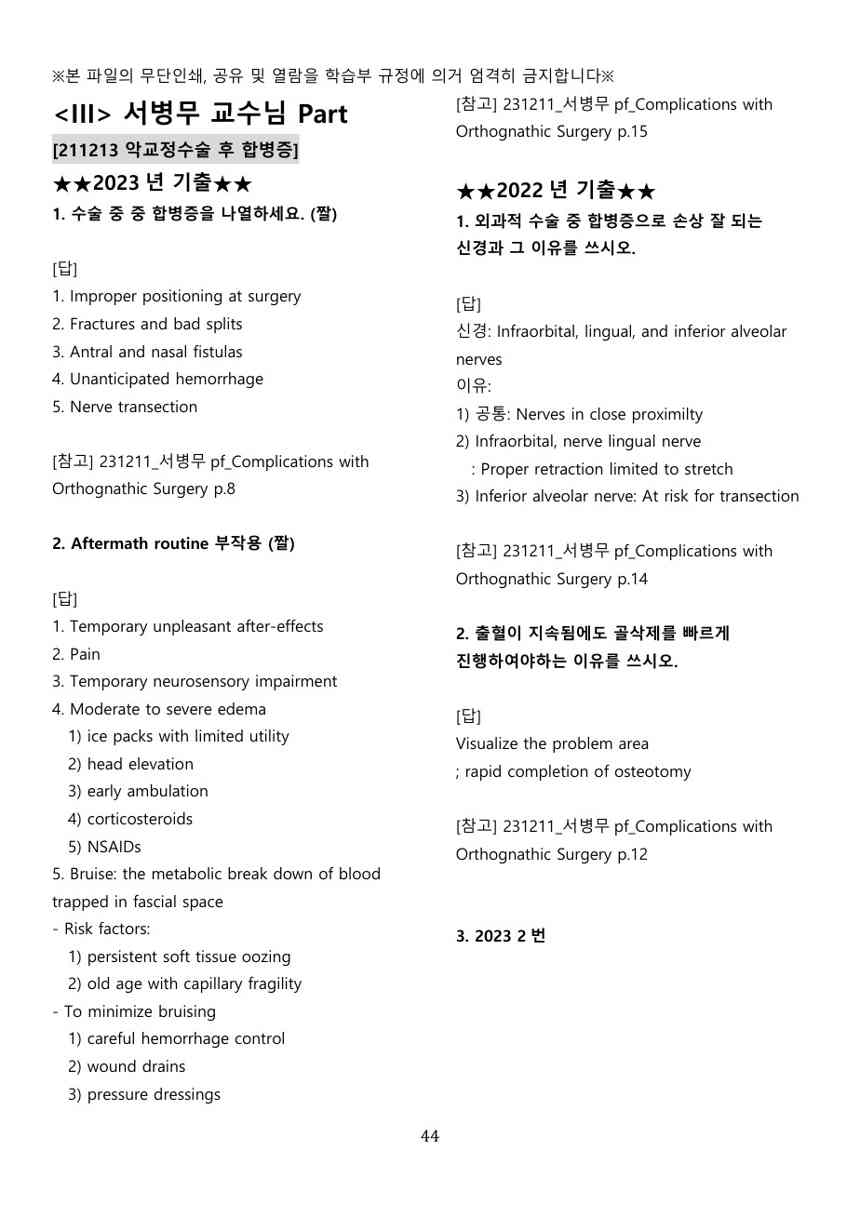 ※본 파일의 무단인쇄, 공유 및 열람을 학습부 규정에 의거 엄격히 금지합니다※
<III> 서병무 교수님 Part
[211213 악교정수술 후 합병증]
★★2023 년 기출★★
1. 수술 중 중 합병증을 나열하세요. (짤)
[답]
1. Improper positioning at surgery
2. Fractures and bad splits
3. Antral and nasal fistulas
4. Unanticipated hemorrhage
5. Nerve transection
[참고] 231211_서병무 pf_Complications with
Orthognathic Surgery p.8
2. Aftermath routine 부작용 (짤)
[답]
1. Temporary unpleasant after-effects
2. Pain
3. Temporary neurosensory impairment
4. Moderate to severe edema
1) ice packs with limited utility
2) head elevation
3) early ambulation
4) corticosteroids
5) NSAIDs
5. Bruise: the metabolic break down of blood
trapped in fascial space
- Risk factors:
1) persistent soft tissue oozing
2) old age with capillary fragility
- To minimize bruising
1) careful hemorrhage control
2) wound drains
3) pressure dressings
[참고] 231211_서병무 pf_Complications with
Orthognathic Surgery p.15
★★2022 년 기출★★
1. 외과적 수술 중 합병증으로 손상 잘 되는
신경과 그 이유를 쓰시오.
[답]
신경: Infraorbital, lingual, and inferior alveolar
nerves
이유:
1) 공통: Nerves in close proximilty
2) Infraorbital, nerve lingual nerve
: Proper retraction limited to stretch
3) Inferior alveolar nerve: At risk for transection
[참고] 231211_서병무 pf_Complications with
Orthognathic Surgery p.14
2. 출혈이 지속됨에도 골삭제를 빠르게
진행하여야하는 이유를 쓰시오.
[답]
Visualize the problem area
; rapid completion of osteotomy
[참고] 231211_서병무 pf_Complications with
Orthognathic Surgery p.12
3. 2023 2 번
44